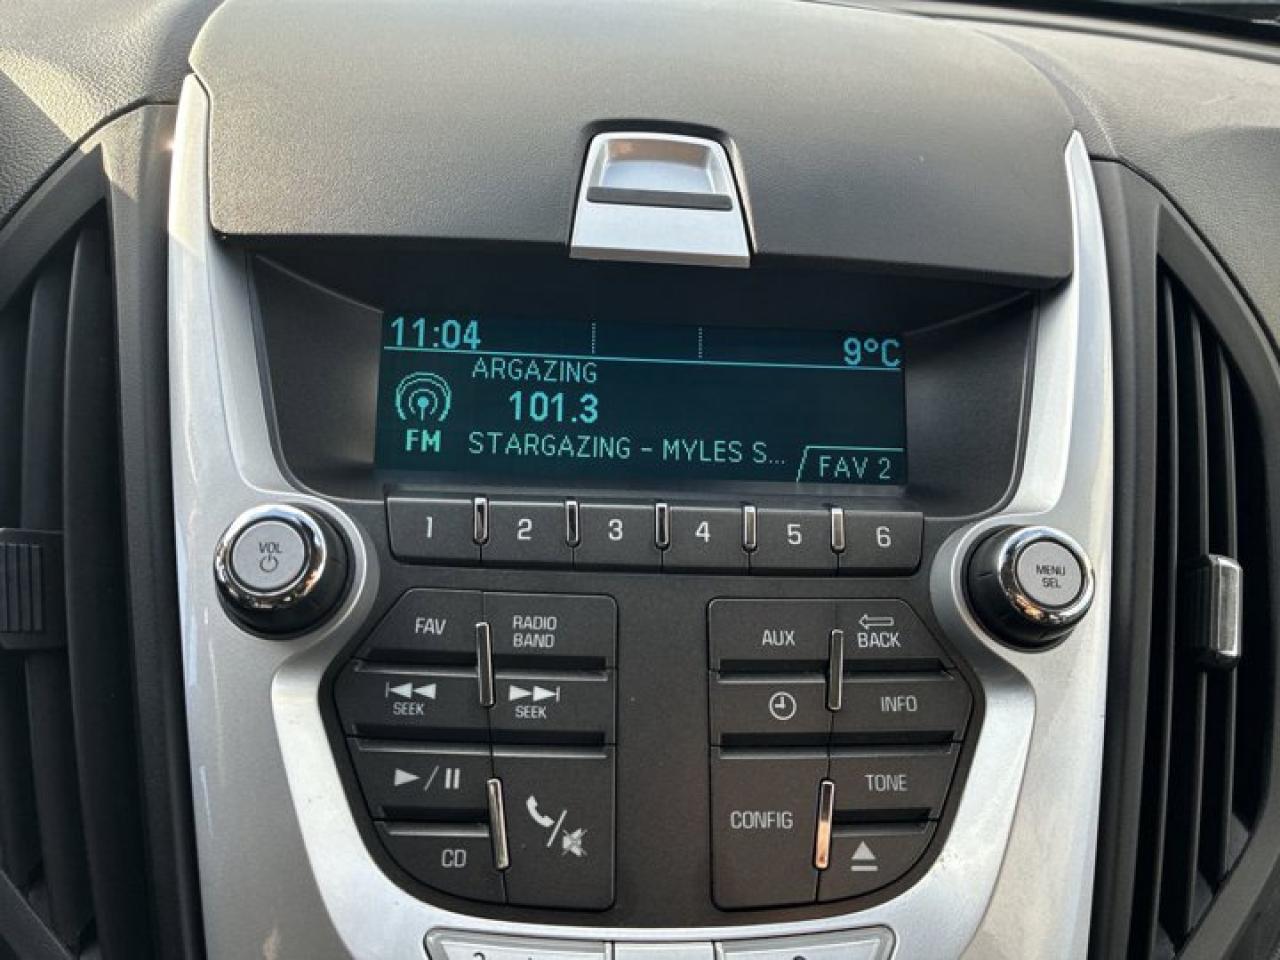 11:04
9°C
ARGAZING
101.3
FM
STARGAZING - MYLES S...
FAV 2
1 2 3 4 5 6
VOL
MENU
SEL
FAV
RADIO
BAND
AUX
BACK
SEEK
SEEK
INFO
TONE
CONFIG
CD